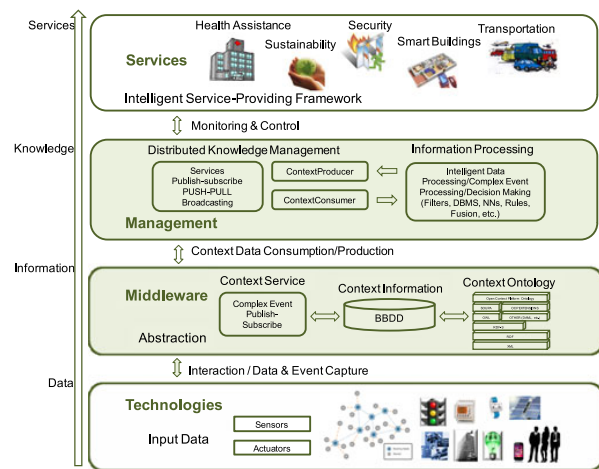 Services
Health Assistance
Security
Transportation
Sustainability
Smart Buildings
Services
Intelligent Service-Providing Framework
Monitoring & Control
Knowledge
Distributed Knowledge Management
Information Processing
Services
Publish-subscribe
PUSH-PULL
Broadcasting
ContextProducer
ContextConsumer
Intelligent Data
Processing/Complex Event
Processing/Decision Making
(Filters, DBMS, NNs, Rules,
Fusion, etc.)
Management
Context Data Consumption/Production
Information
Middleware
Context Service
Context Information
Context Ontology
Complex Event
Publish-
Subscribe
BBDD
Abstraction
Interaction / Data & Event Capture
Data
Technologies
Input Data
Sensors
Actuators